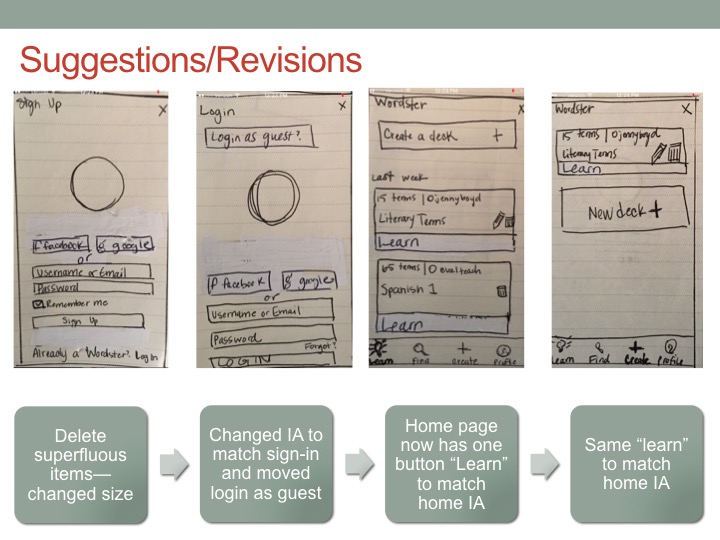 Suggestions/Revisions
Sign Up X
facebook google
or
Username or Email
Password
Remember me
Sign Up
Already a Wordster? Log In
Login X
Login as guest?
facebook google
or
Username or Email
Password
Forgot?
LOGIN
Wordster X
Create a deck +
Last week
15 terms | jennyboyd
Literary Terms
Learn
65 terms |
Spanish 1
Learn
Learn Find Create Profile
Wordster X
15 terms | jennyboyd
Literary Terms
Learn
New deck +
Learn Find Create Profile
Delete
superfluous
items—
changed size
Changed IA to
match sign-in
and moved
login as guest
Home page
now has one
button “Learn”
to match
home IA
Same “learn”
to match
home IA